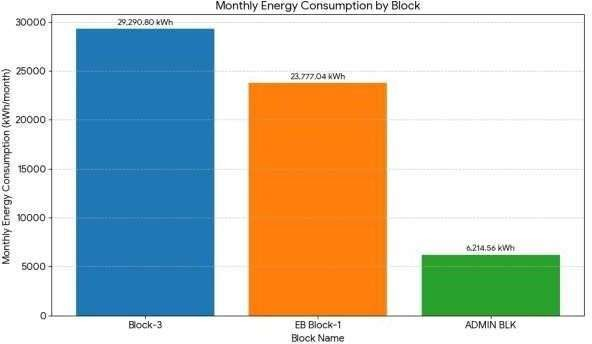 Monthly Energy Consumption by Block
29,290.80 kWh
23,777.04 kWh
6,214.56 kWh
Monthly Energy Consumption (kWh/month)
30000
25000
20000
15000
10000
5000
0
Block-3
EB Block-1
ADMIN BLK
Block Name